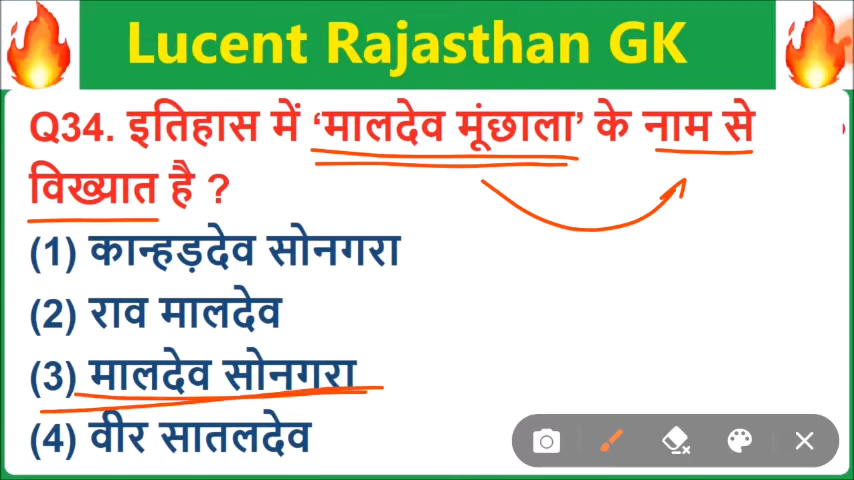 Lucent Rajasthan GK
Q34. इतिहास में ‘मालदेव मूंछाला’ के नाम से
विख्यात है ?
(1) कान्हड़देव सोनगरा
(2) राव मालदेव
(3) मालदेव सोनगरा
(4) वीर सातलदेव